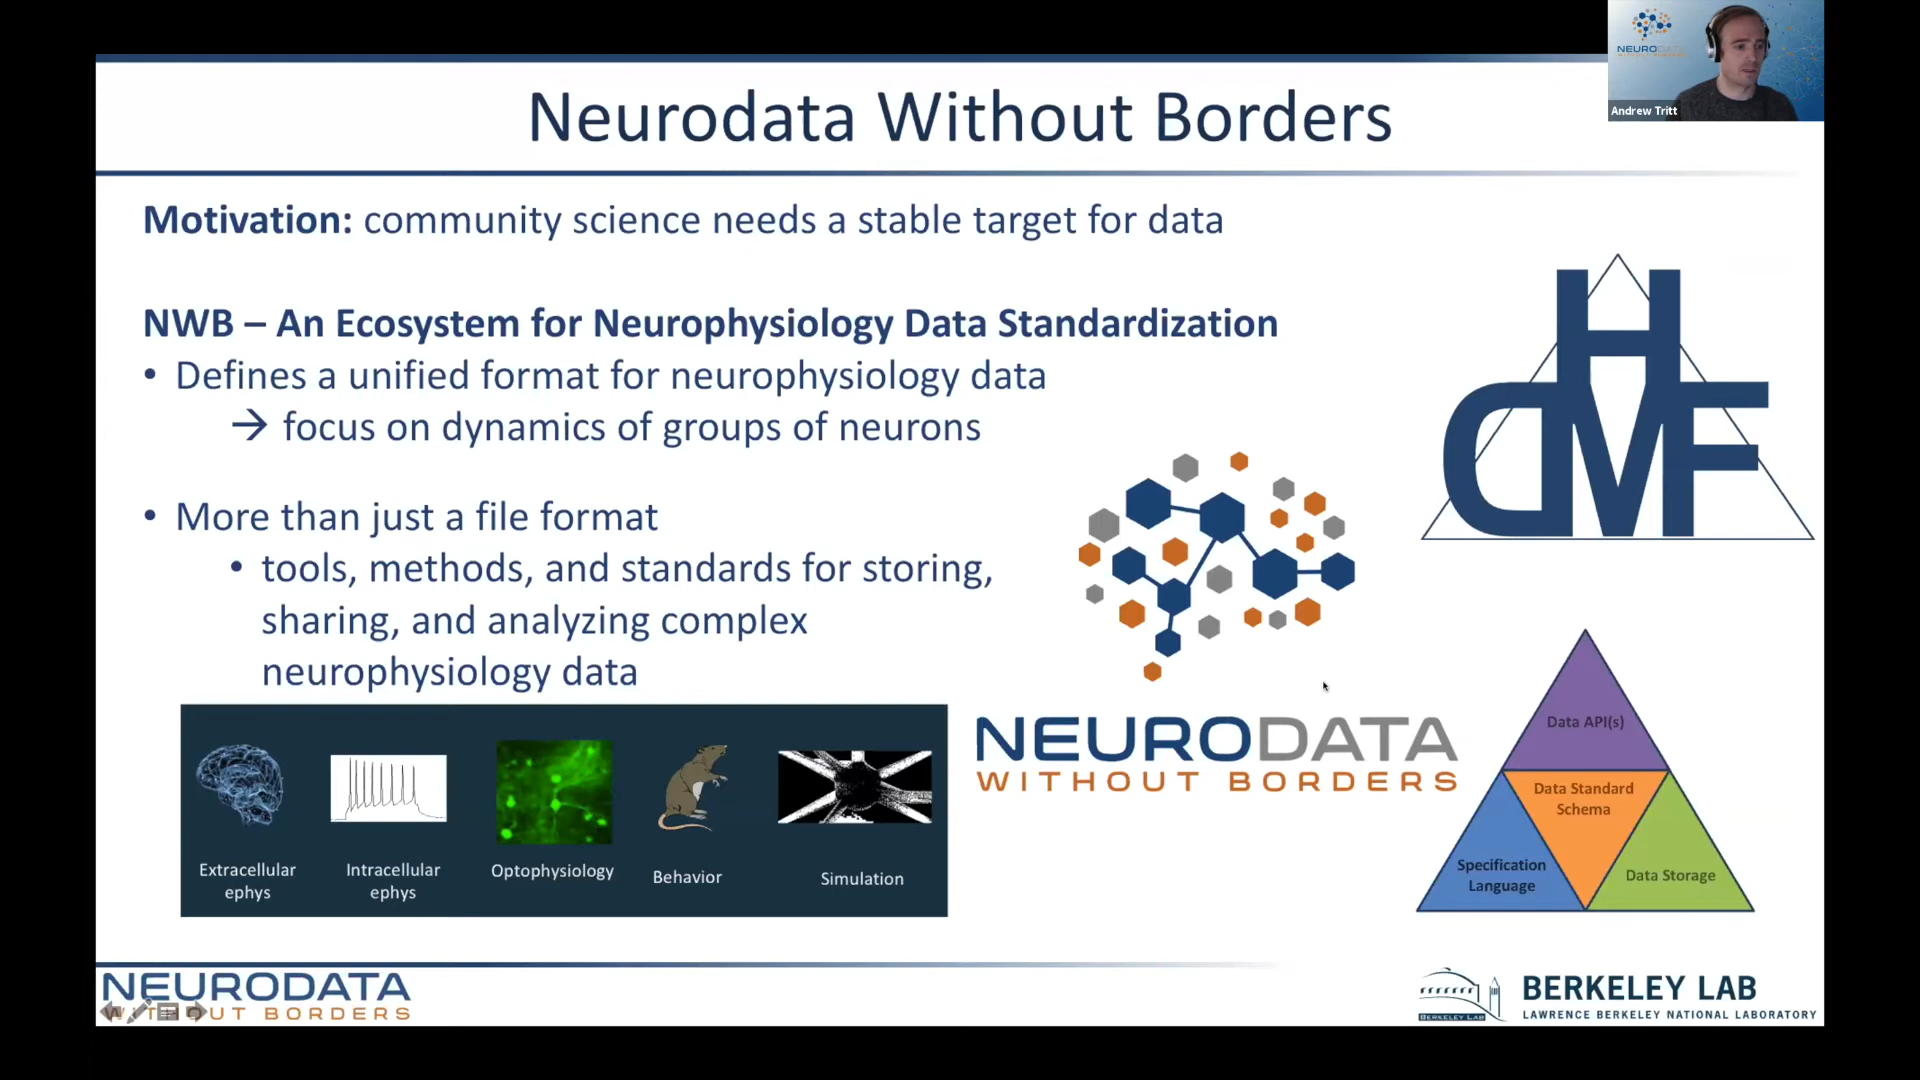 NEURODATA
Andrew Tritt
Neurodata Without Borders
Motivation: community science needs a stable target for data
NWB – An Ecosystem for Neurophysiology Data Standardization
• Defines a unified format for neurophysiology data
→ focus on dynamics of groups of neurons
• More than just a file format
• tools, methods, and standards for storing,
sharing, and analyzing complex
neurophysiology data
HDMF
Extracellular
ephys
Intracellular
ephys
Optophysiology
Behavior
Simulation
NEURODATA
WITHOUT BORDERS
Data API(s)
Data Standard
Schema
Specification
Language
Data Storage
NEURODATA
WITHOUT BORDERS
BERKELEY LAB
BERKELEY LAB
LAWRENCE BERKELEY NATIONAL LABORATORY